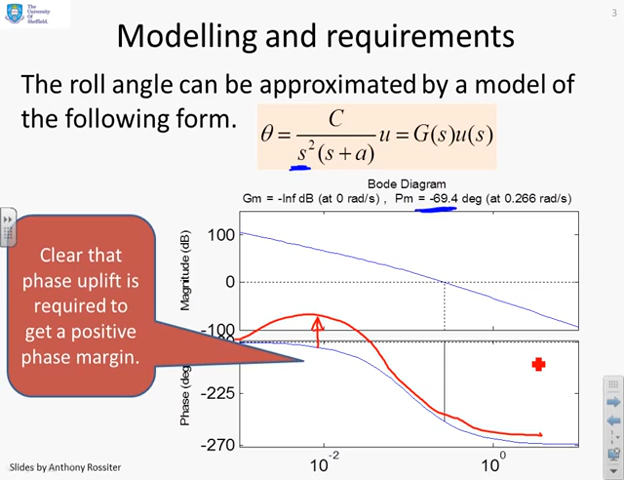 The
University
Of
Sheffield.
3
Modelling and requirements
The roll angle can be approximated by a model of
the following form.
θ = C / s²(s + a) u = G(s)u(s)
Bode Diagram
Gm = -Inf dB (at 0 rad/s) , Pm = -69.4 deg (at 0.266 rad/s)
Clear that
phase uplift is
required to
get a positive
phase margin.
Magnitude (dB)
100
0
-100
Phase (deg
-225
-270
10⁻²
10⁰
Slides by Anthony Rossiter